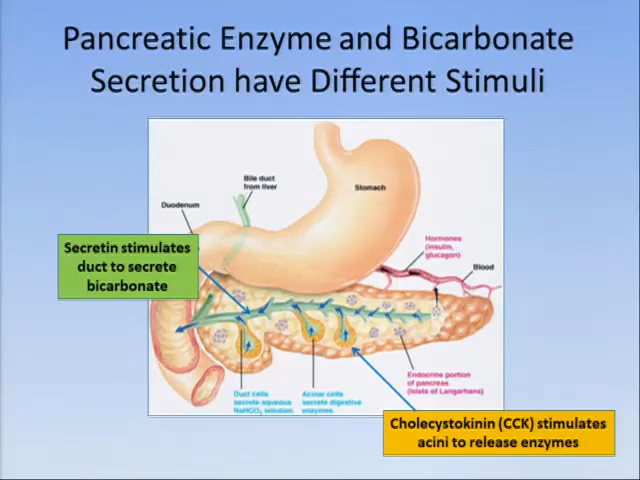 Pancreatic Enzyme and Bicarbonate
Secretion have Different Stimuli
Bile duct
from liver
Stomach
Duodenum
Secretin stimulates
duct to secrete
bicarbonate
Hormones
(insulin,
glucagon)
Blood
Duct cells
secrete aqueous
NaHCO₃ solution
Acinar cells
secrete digestive
enzymes
Endocrine portion
of pancreas
(Islets of Langerhans)
Cholecystokinin (CCK) stimulates
acini to release enzymes